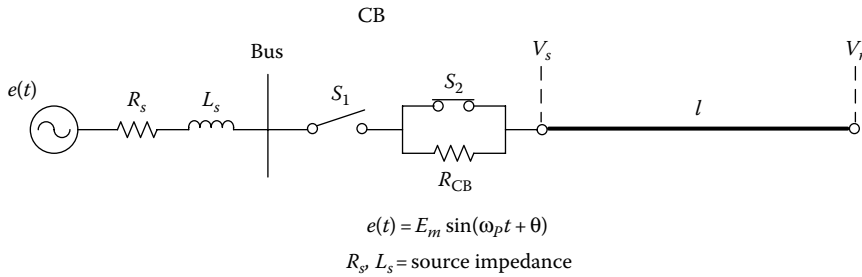 CB
Bus
V_s
V_r
e(t)
R_s
L_s
S_1
S_2
l
R_CB
e(t) = E_m sin(ω_P t + θ)
R_s, L_s = source impedance